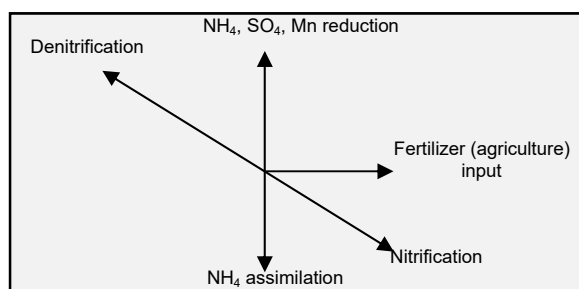 NH₄, SO₄, Mn reduction
Denitrification
Fertilizer (agriculture)
input
Nitrification
NH₄ assimilation